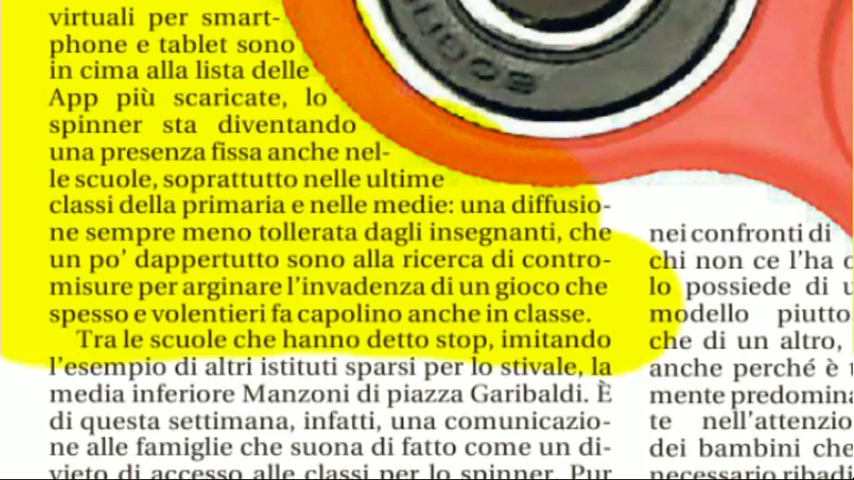 virtuali per smart-
phone e tablet sono
in cima alla lista delle
App più scaricate, lo
spinner sta diventando
una presenza fissa anche nel-
le scuole, soprattutto nelle ultime
classi della primaria e nelle medie: una diffusio-
ne sempre meno tollerata dagli insegnanti, che
un po’ dappertutto sono alla ricerca di contro-
misure per arginare l’invadenza di un gioco che
spesso e volentieri fa capolino anche in classe.
Tra le scuole che hanno detto stop, imitando
l’esempio di altri istituti sparsi per lo stivale, la
media inferiore Manzoni di piazza Garibaldi. È
di questa settimana, infatti, una comunicazio-
ne alle famiglie che suona di fatto come un di-
vieto di accesso alle classi per lo spinner. Pur
nei confronti di
chi non ce l’ha
lo possiede di
modello piutto
che di un altro,
anche perché è
mente predomina
te nell’attenzio
dei bambini che
necessario ribadi